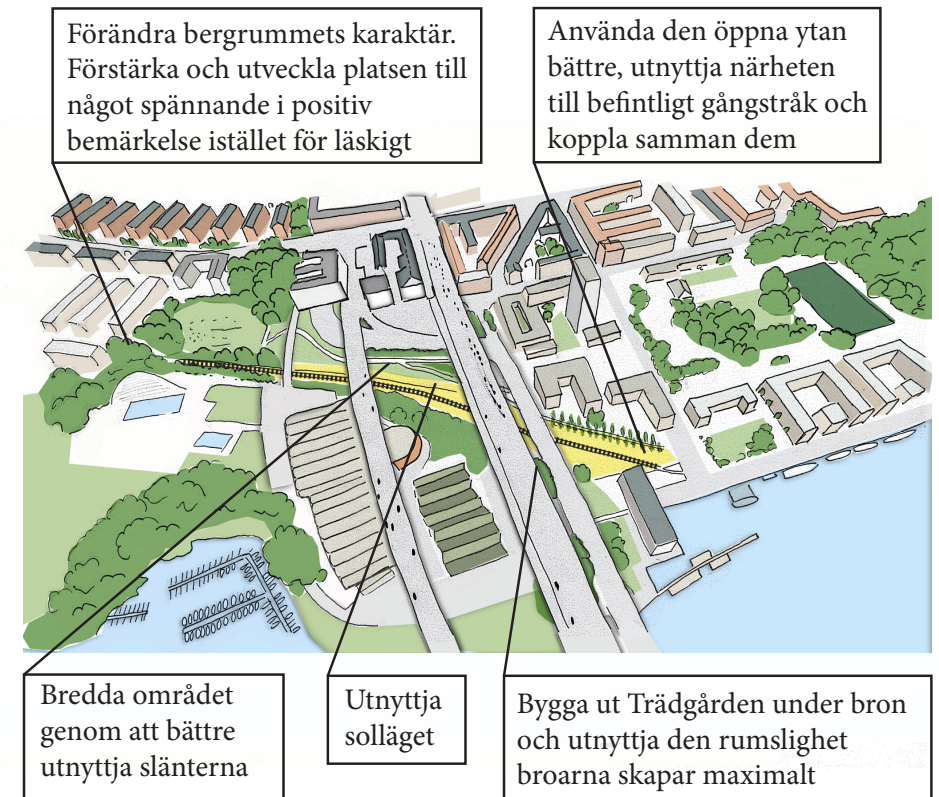 Förändra bergrummets karaktär.
Förstärka och utveckla platsen till
något spännande i positiv
bemärkelse istället för läskigt
Använda den öppna ytan
bättre, utnyttja närheten
till befintligt gångstråk och
koppla samman dem
Bredda området
genom att bättre
utnyttja slänterna
Utnyttja
solläget
Bygga ut Trädgården under bron
och utnyttja den rumslighet
broarna skapar maximalt